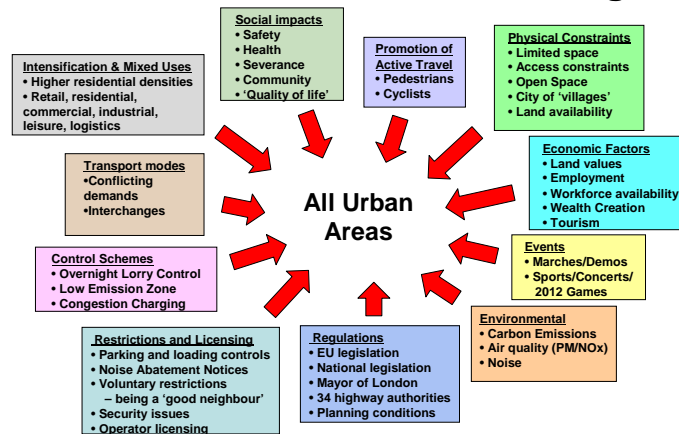 Social impacts
• Safety
• Health
• Severance
• Community
• ‘Quality of life’
Promotion of
Active Travel
• Pedestrians
• Cyclists
Physical Constraints
• Limited space
• Access constraints
• Open Space
• City of ‘villages’
• Land availability
Intensification & Mixed Uses
• Higher residential densities
• Retail, residential,
commercial, industrial,
leisure, logistics
Transport modes
•Conflicting
demands
•Interchanges
All Urban
Areas
Economic Factors
• Land values
• Employment
• Workforce availability
• Wealth Creation
• Tourism
Control Schemes
• Overnight Lorry Control
• Low Emission Zone
• Congestion Charging
Events
• Marches/Demos
• Sports/Concerts/
2012 Games
Restrictions and Licensing
• Parking and loading controls
• Noise Abatement Notices
• Voluntary restrictions
– being a ‘good neighbour’
• Security issues
• Operator licensing
Regulations
• EU legislation
• National legislation
• Mayor of London
• 34 highway authorities
• Planning conditions
Environmental
• Carbon Emissions
• Air quality (PM/NOx)
• Noise